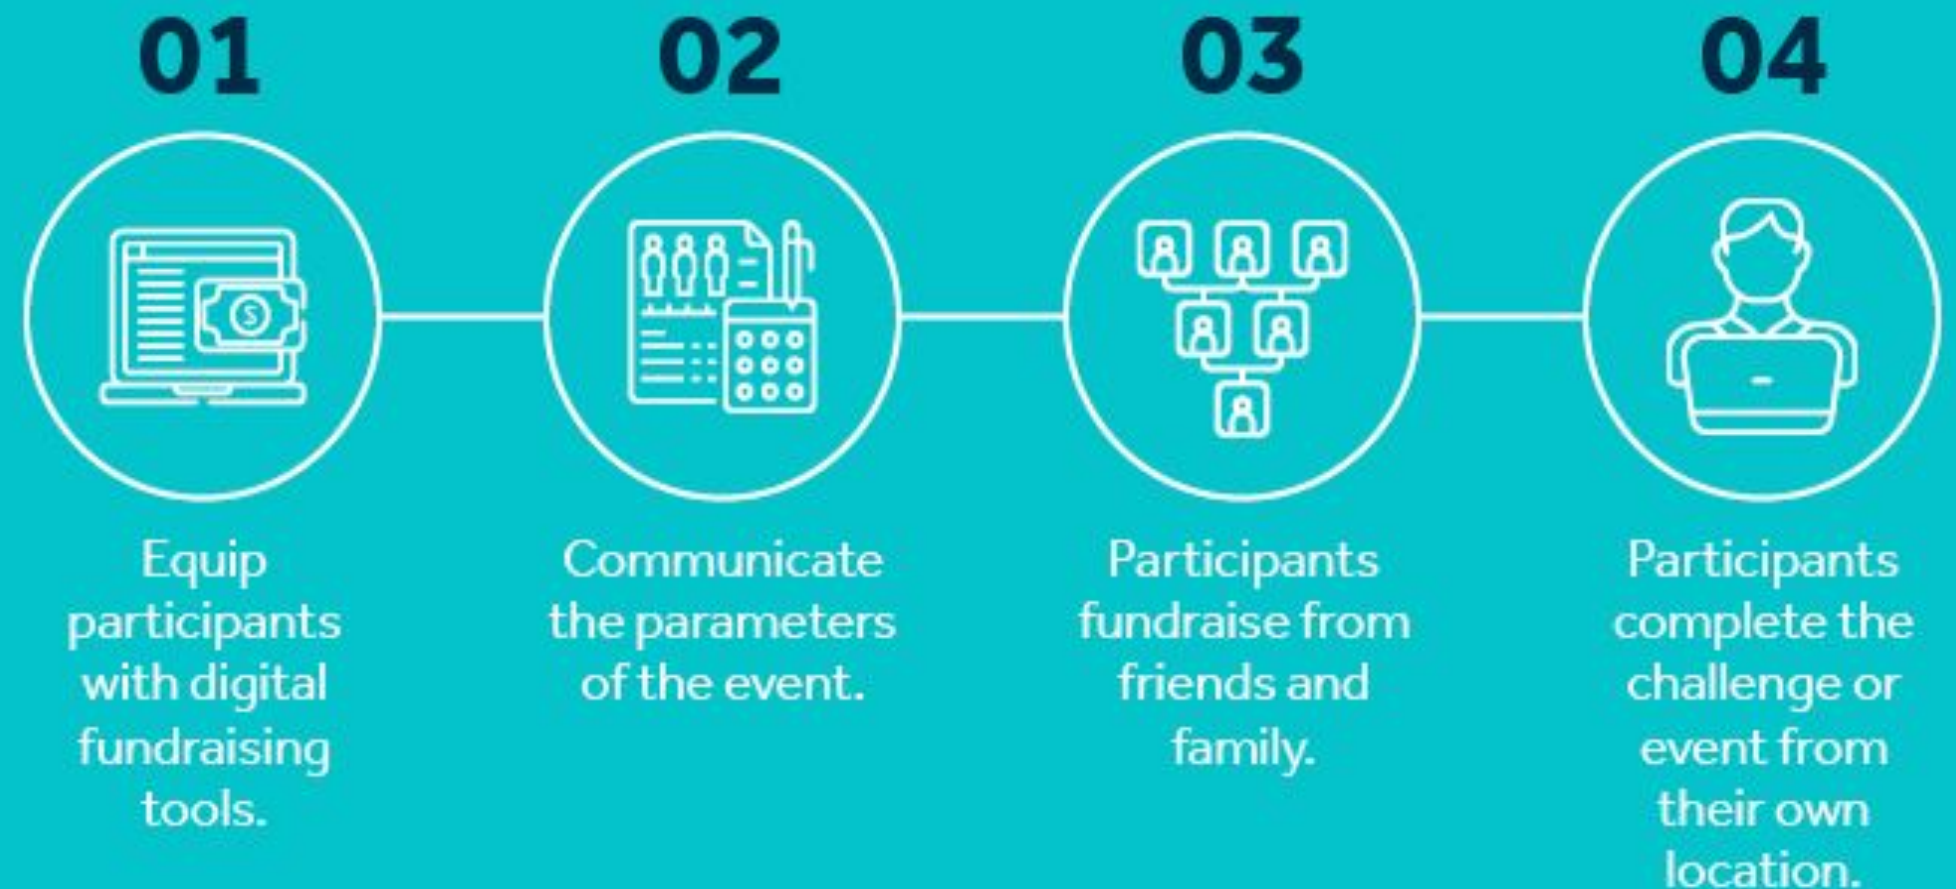 01
Equip
participants
with digital
fundraising
tools.
02
Communicate
the parameters
of the event.
03
Participants
fundraise from
friends and
family.
04
Participants
complete the
challenge or
event from
their own
location.